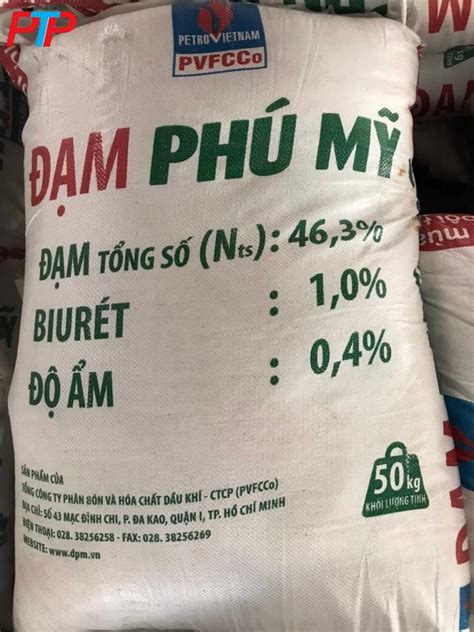 PTP
PETROVIETNAM
PVFCCo
ĐẠM PHÚ MỸ
ĐẠM TỔNG SỐ (Nts): 46,3%
BIURÉT : 1,0%
ĐỘ ẨM : 0,4%
SẢN PHẨM CỦA
TỔNG CÔNG TY PHÂN BÓN VÀ HÓA CHẤT DẦU KHÍ - CTCP (PVFCCo)
ĐỊA CHỈ: SỐ 43 MẠC ĐĨNH CHI, P. ĐA KAO, QUẬN I, TP. HỒ CHÍ MINH
ĐIỆN THOẠI: 028. 38256258 - FAX: 028. 38256269
WEBSITE: www.dpm.vn
50kg
KHỐI LƯỢNG TỊNH